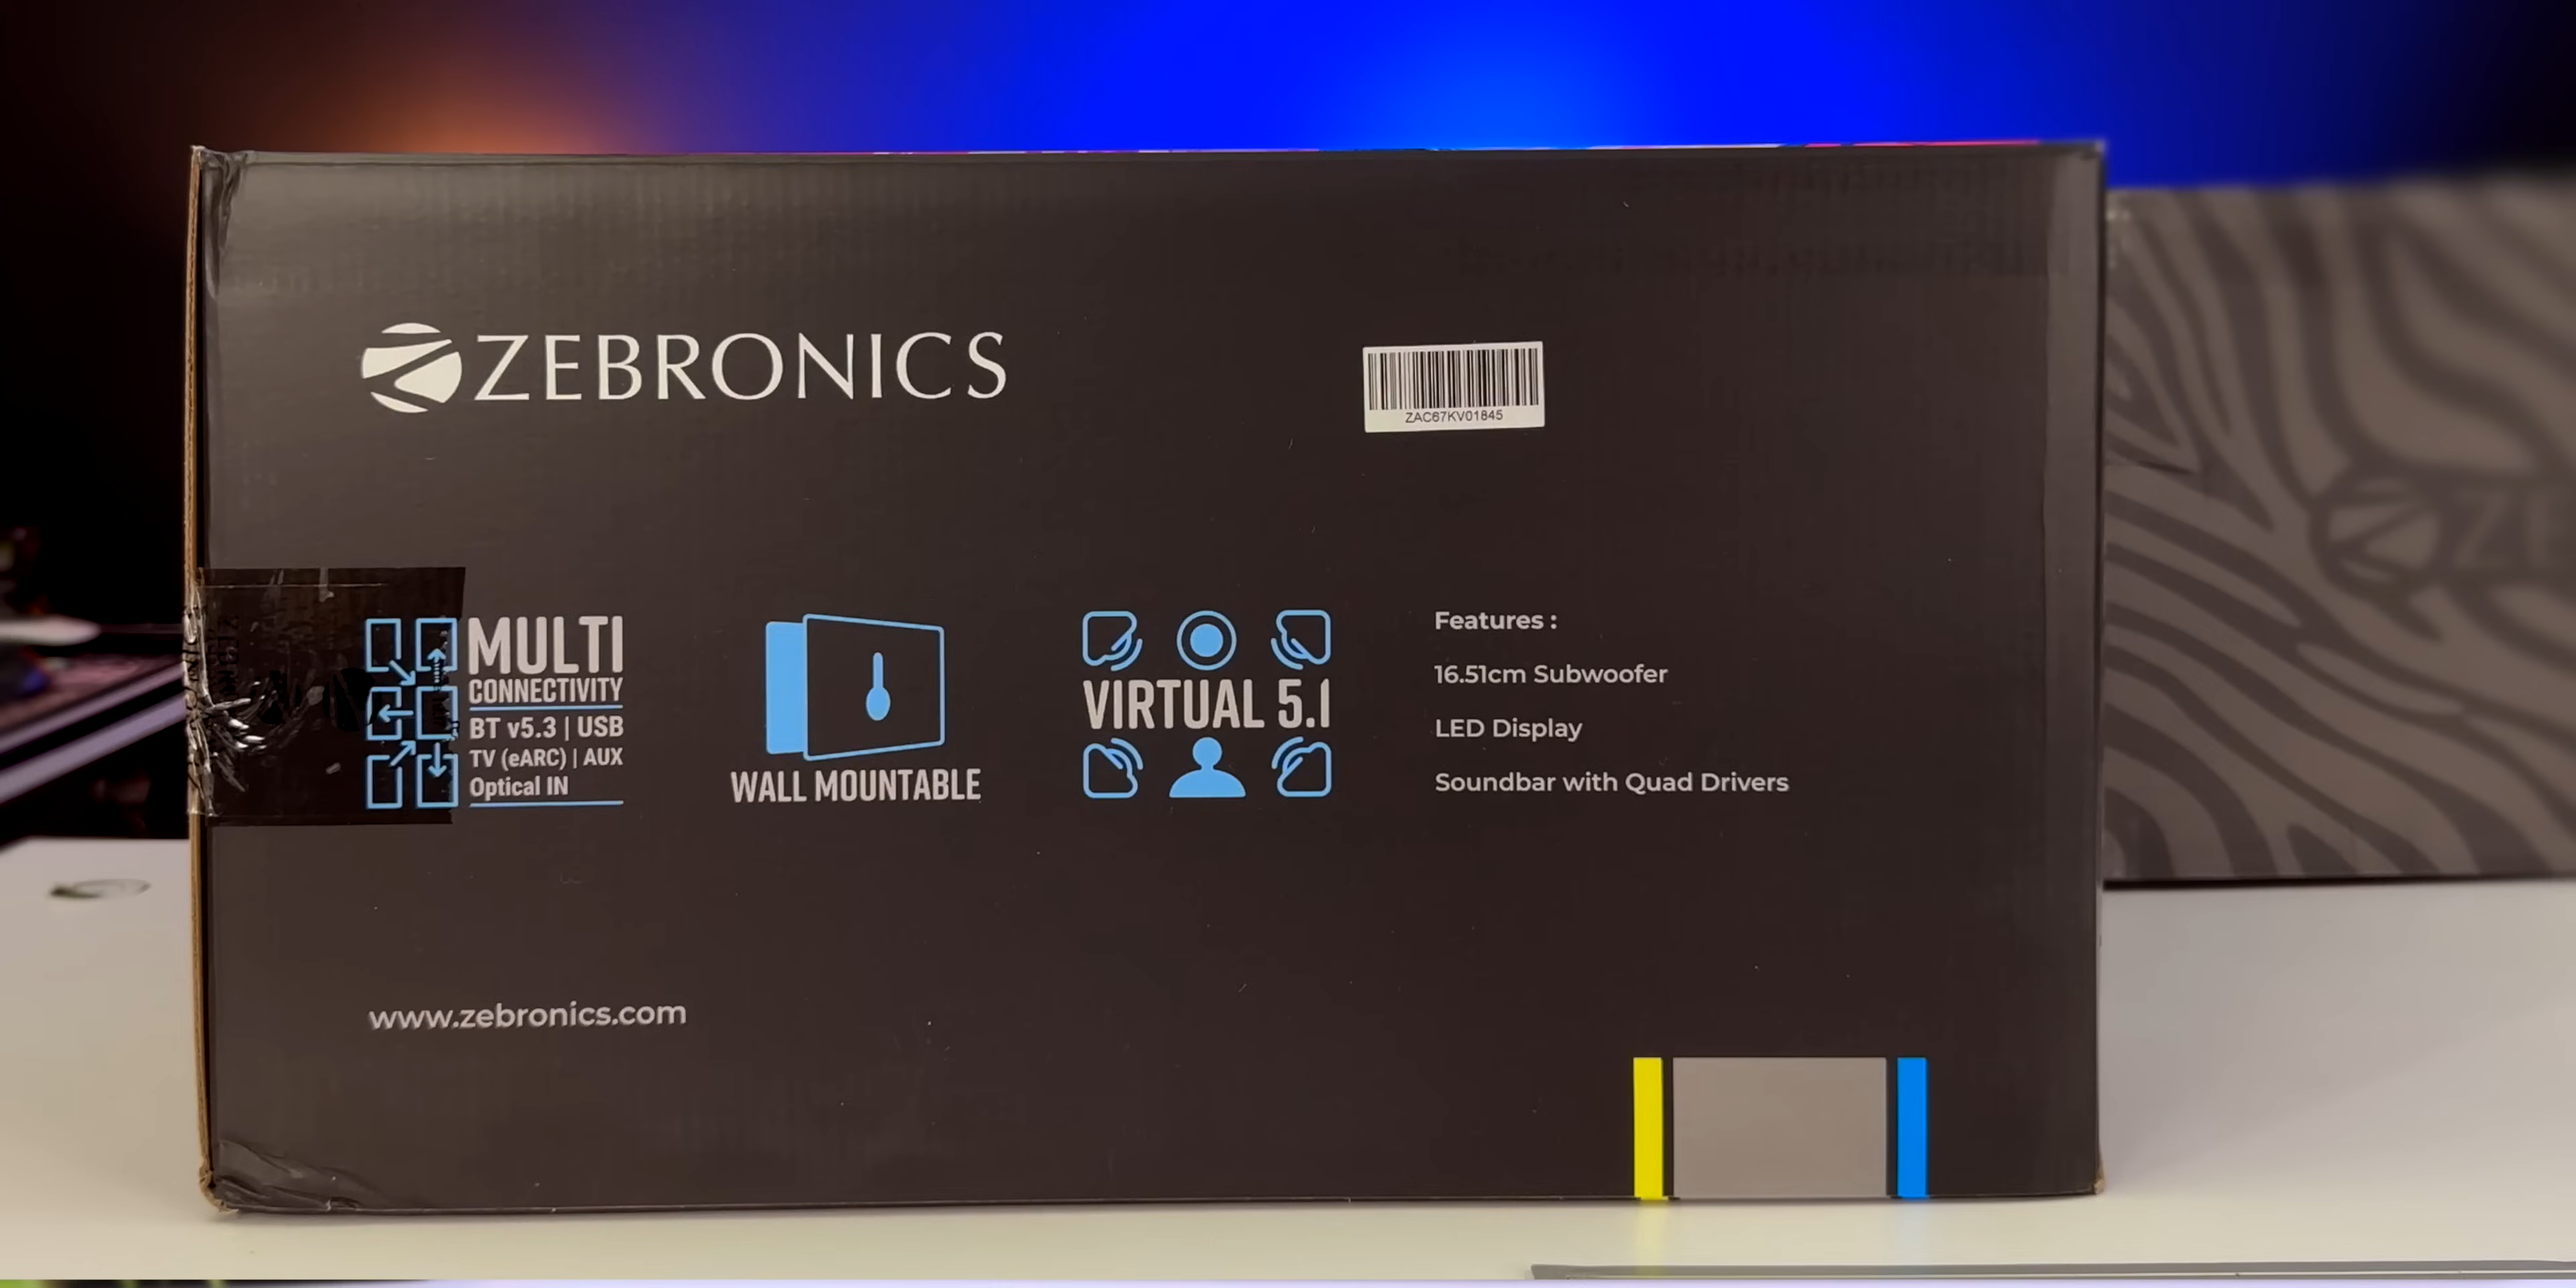 ZEBRONICS
ZAC67KV01845
MULTI
CONNECTIVITY
BT v5.3 | USB
TV (eARC) | AUX
Optical IN
WALL MOUNTABLE
VIRTUAL 5.1
Features :
16.51cm Subwoofer
LED Display
Soundbar with Quad Drivers
www.zebronics.com
ZE